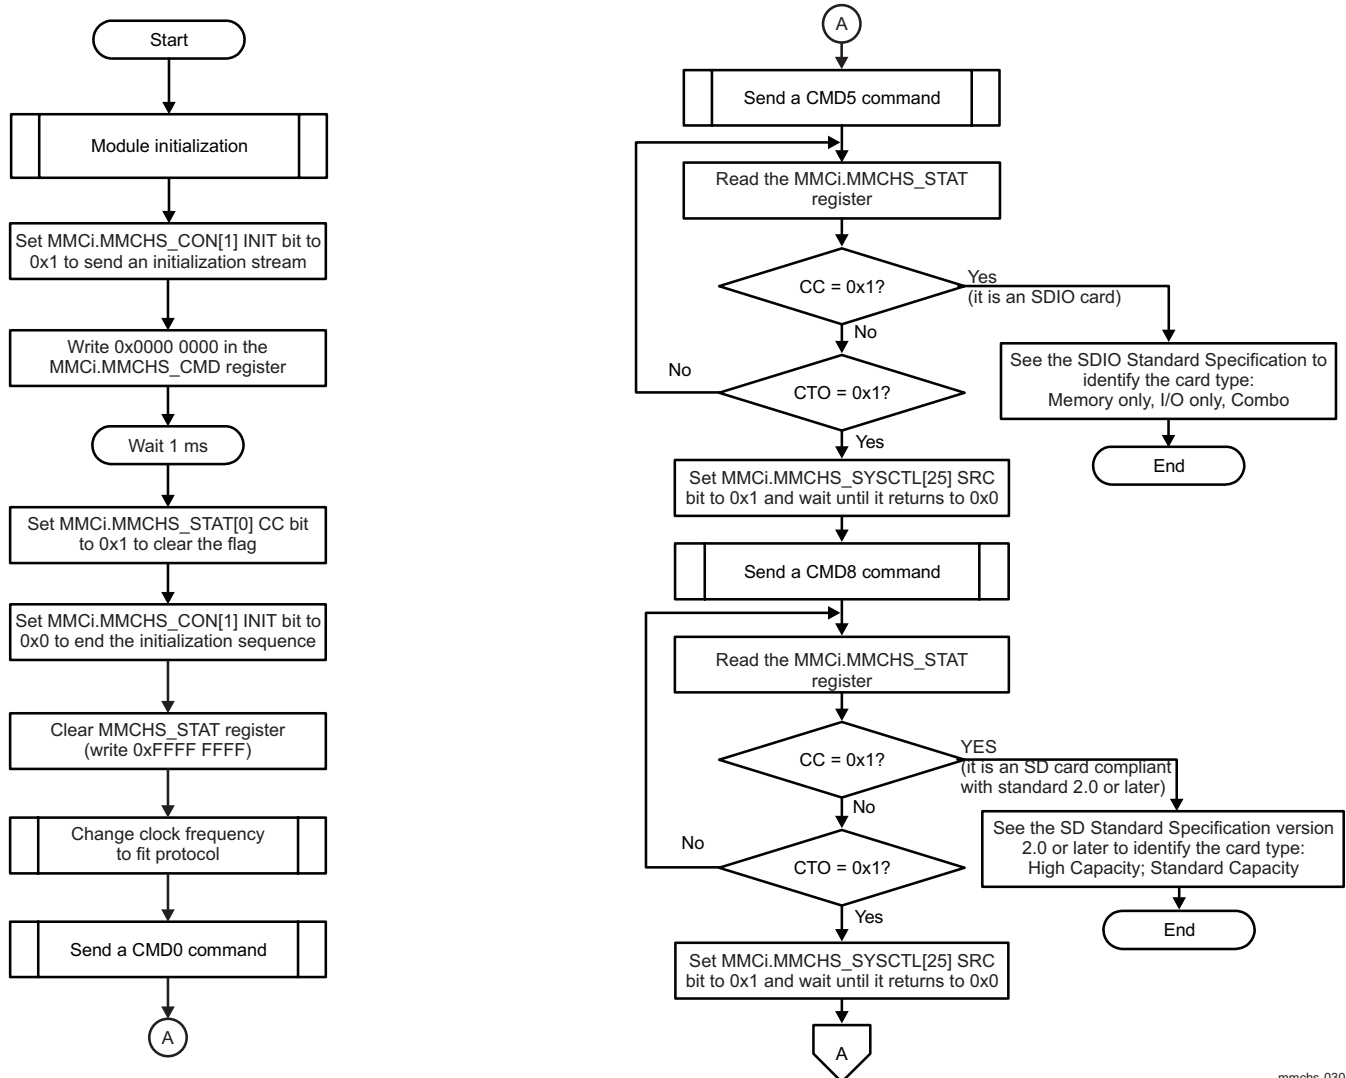 Start
Module initialization
Set MMCi.MMCHS_CON[1] INIT bit to
0x1 to send an initialization stream
Write 0x0000 0000 in the
MMCi.MMCHS_CMD register
Wait 1 ms
Set MMCi.MMCHS_STAT[0] CC bit
to 0x1 to clear the flag
Set MMCi.MMCHS_CON[1] INIT bit to
0x0 to end the initialization sequence
Clear MMCHS_STAT register
(write 0xFFFF FFFF)
Change clock frequency
to fit protocol
Send a CMD0 command
A
A
Send a CMD5 command
Read the MMCi.MMCHS_STAT
register
CC = 0x1?
Yes
(it is an SDIO card)
No
See the SDIO Standard Specification to
identify the card type:
Memory only, I/O only, Combo
End
No
CTO = 0x1?
Yes
Set MMCi.MMCHS_SYSCTL[25] SRC
bit to 0x1 and wait until it returns to 0x0
Send a CMD8 command
Read the MMCi.MMCHS_STAT
register
CC = 0x1?
YES
(it is an SD card compliant
with standard 2.0 or later)
No
See the SD Standard Specification version
2.0 or later to identify the card type:
High Capacity; Standard Capacity
End
No
CTO = 0x1?
Yes
Set MMCi.MMCHS_SYSCTL[25] SRC
bit to 0x1 and wait until it returns to 0x0
A
mmchs-030